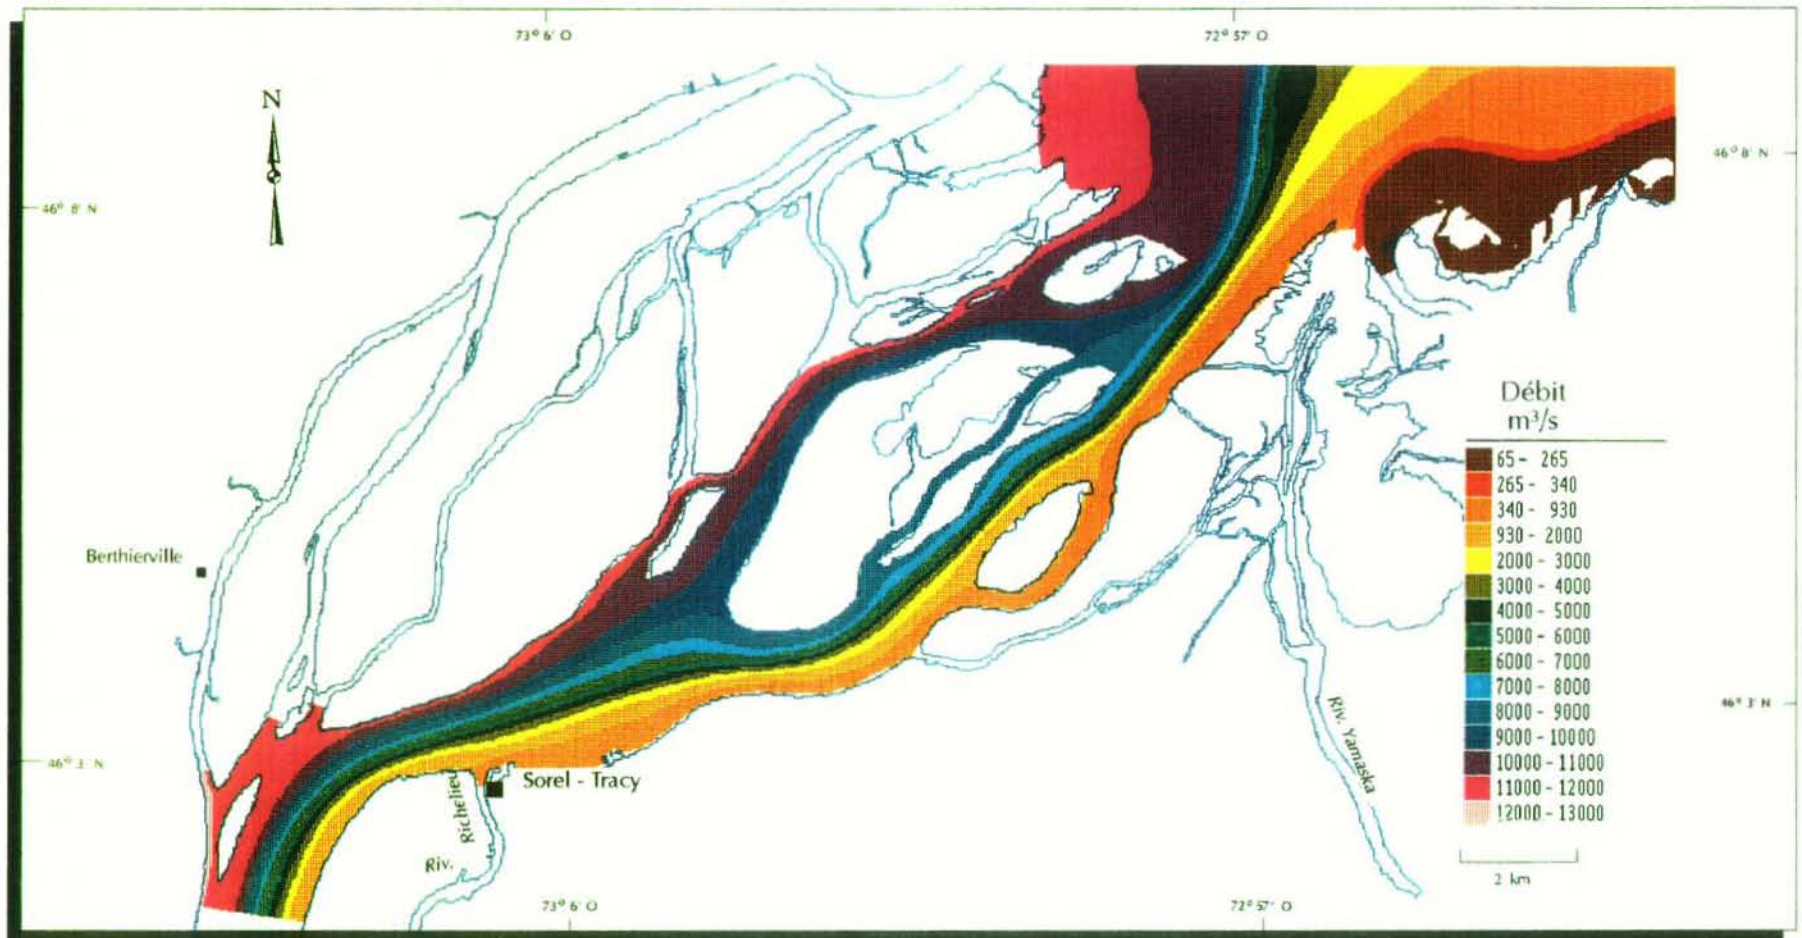 73° 6' O
72° 57' O
N
46° 8' N
46° 8' N
Débit
m³/s
65 - 265
265 - 340
340 - 930
930 - 2000
2000 - 3000
3000 - 4000
4000 - 5000
5000 - 6000
6000 - 7000
7000 - 8000
8000 - 9000
9000 - 10000
10000 - 11000
11000 - 12000
12000 - 13000
Berthierville
46° 3' N
46° 3' N
Sorel - Tracy
Riv. Richelieu
Riv. Yamaska
2 km
73° 6' O
72° 57' O